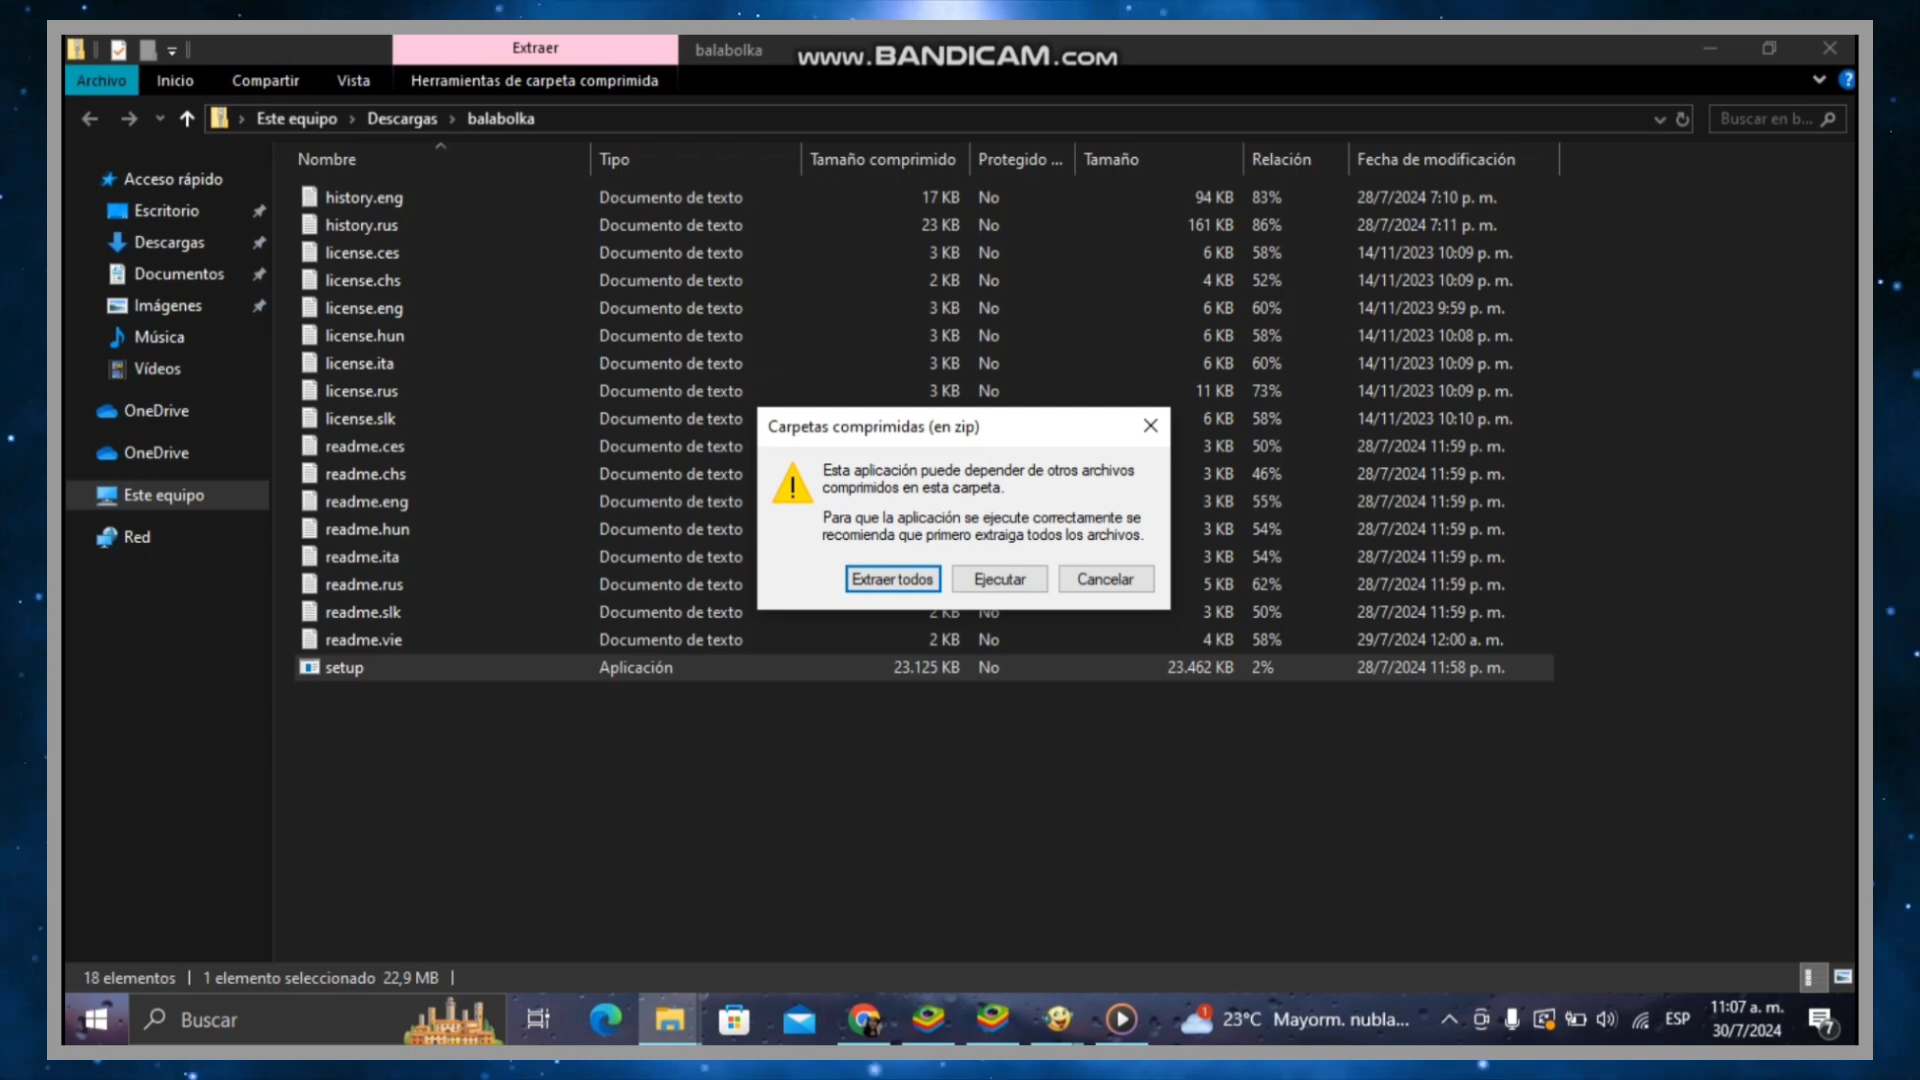 Extraer
balabolka
www.BANDICAM.com
Archivo Inicio Compartir Vista Herramientas de carpeta comprimida
Este equipo › Descargas › balabolka
Buscar en b...
Nombre Tipo Tamaño comprimido Protegido ... Tamaño Relación Fecha de modificación
Acceso rápido
Escritorio
Descargas
Documentos
Imágenes
Música
Vídeos
OneDrive
OneDrive
Este equipo
Red
history.eng Documento de texto 17 KB No 94 KB 83% 28/7/2024 7:10 p. m.
history.rus Documento de texto 23 KB No 161 KB 86% 28/7/2024 7:11 p. m.
license.ces Documento de texto 3 KB No 6 KB 58% 14/11/2023 10:09 p. m.
license.chs Documento de texto 2 KB No 4 KB 52% 14/11/2023 10:09 p. m.
license.eng Documento de texto 3 KB No 6 KB 60% 14/11/2023 9:59 p. m.
license.hun Documento de texto 3 KB No 6 KB 58% 14/11/2023 10:08 p. m.
license.ita Documento de texto 3 KB No 6 KB 60% 14/11/2023 10:09 p. m.
license.rus Documento de texto 3 KB No 11 KB 73% 14/11/2023 10:09 p. m.
license.slk Documento de texto 6 KB 58% 14/11/2023 10:10 p. m.
readme.ces Documento de texto 3 KB 50% 28/7/2024 11:59 p. m.
readme.chs Documento de texto 3 KB 46% 28/7/2024 11:59 p. m.
readme.eng Documento de texto 3 KB 55% 28/7/2024 11:59 p. m.
readme.hun Documento de texto 3 KB 54% 28/7/2024 11:59 p. m.
readme.ita Documento de texto 3 KB 54% 28/7/2024 11:59 p. m.
readme.rus Documento de texto 5 KB 62% 28/7/2024 11:59 p. m.
readme.slk Documento de texto 2 KB No 3 KB 50% 28/7/2024 11:59 p. m.
readme.vie Documento de texto 2 KB No 4 KB 58% 29/7/2024 12:00 a. m.
setup Aplicación 23.125 KB No 23.462 KB 2% 28/7/2024 11:58 p. m.
Carpetas comprimidas (en zip)
Esta aplicación puede depender de otros archivos
comprimidos en esta carpeta.
Para que la aplicación se ejecute correctamente se
recomienda que primero extraiga todos los archivos.
Extraer todos Ejecutar Cancelar
18 elementos | 1 elemento seleccionado 22,9 MB |
Buscar
1
23°C Mayorm. nubla...
ESP
11:07 a. m.
30/7/2024
7